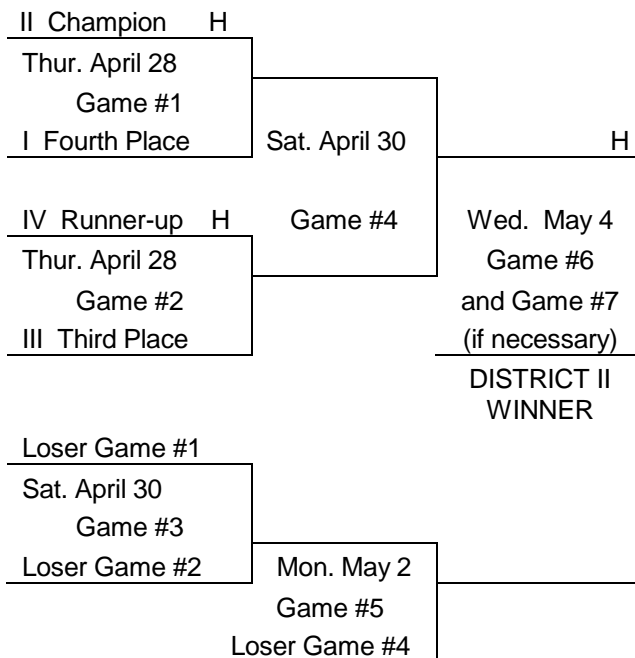 II Champion H
Thur. April 28
Game #1
I Fourth Place
Sat. April 30
H
IV Runner-up H
Game #4
Wed. May 4
Thur. April 28
Game #6
Game #2
and Game #7
III Third Place
(if necessary)
DISTRICT II
WINNER
Loser Game #1
Sat. April 30
Game #3
Loser Game #2
Mon. May 2
Game #5
Loser Game #4